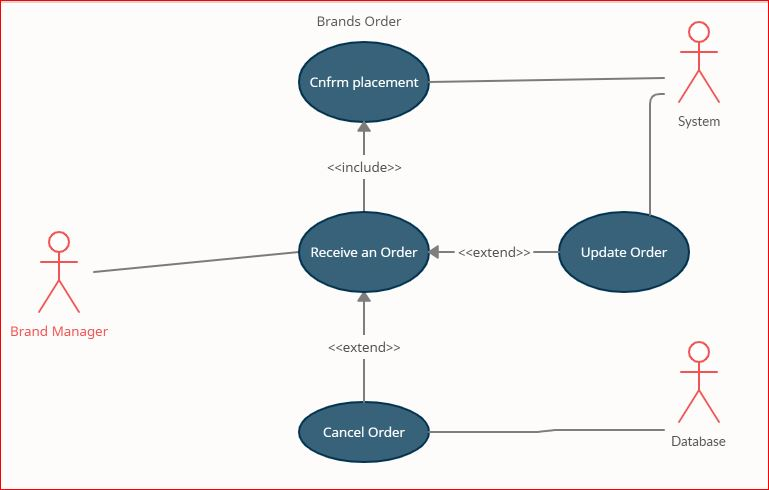 Brands Order
Cnfrm placement
System
<<include>>
Receive an Order
<<extend>>
Update Order
Brand Manager
<<extend>>
Cancel Order
Database